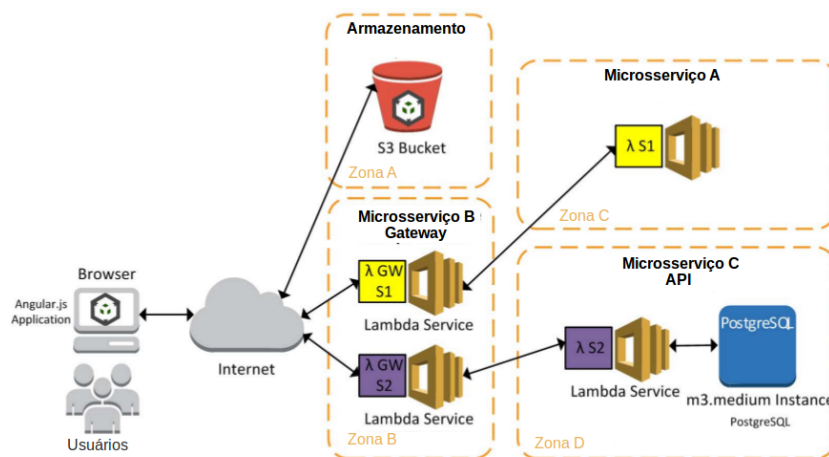 Armazenamento
S3 Bucket
Zona A
Microsserviço A
λ S1
Zona C
Microsserviço B
Gateway
λ GW
S1
Lambda Service
λ GW
S2
Lambda Service
Zona B
Microsserviço C
API
λ S2
Lambda Service
PostgreSQL
m3.medium Instance
PostgreSQL
Zona D
Browser
Angular.js
Application
Internet
Usuários